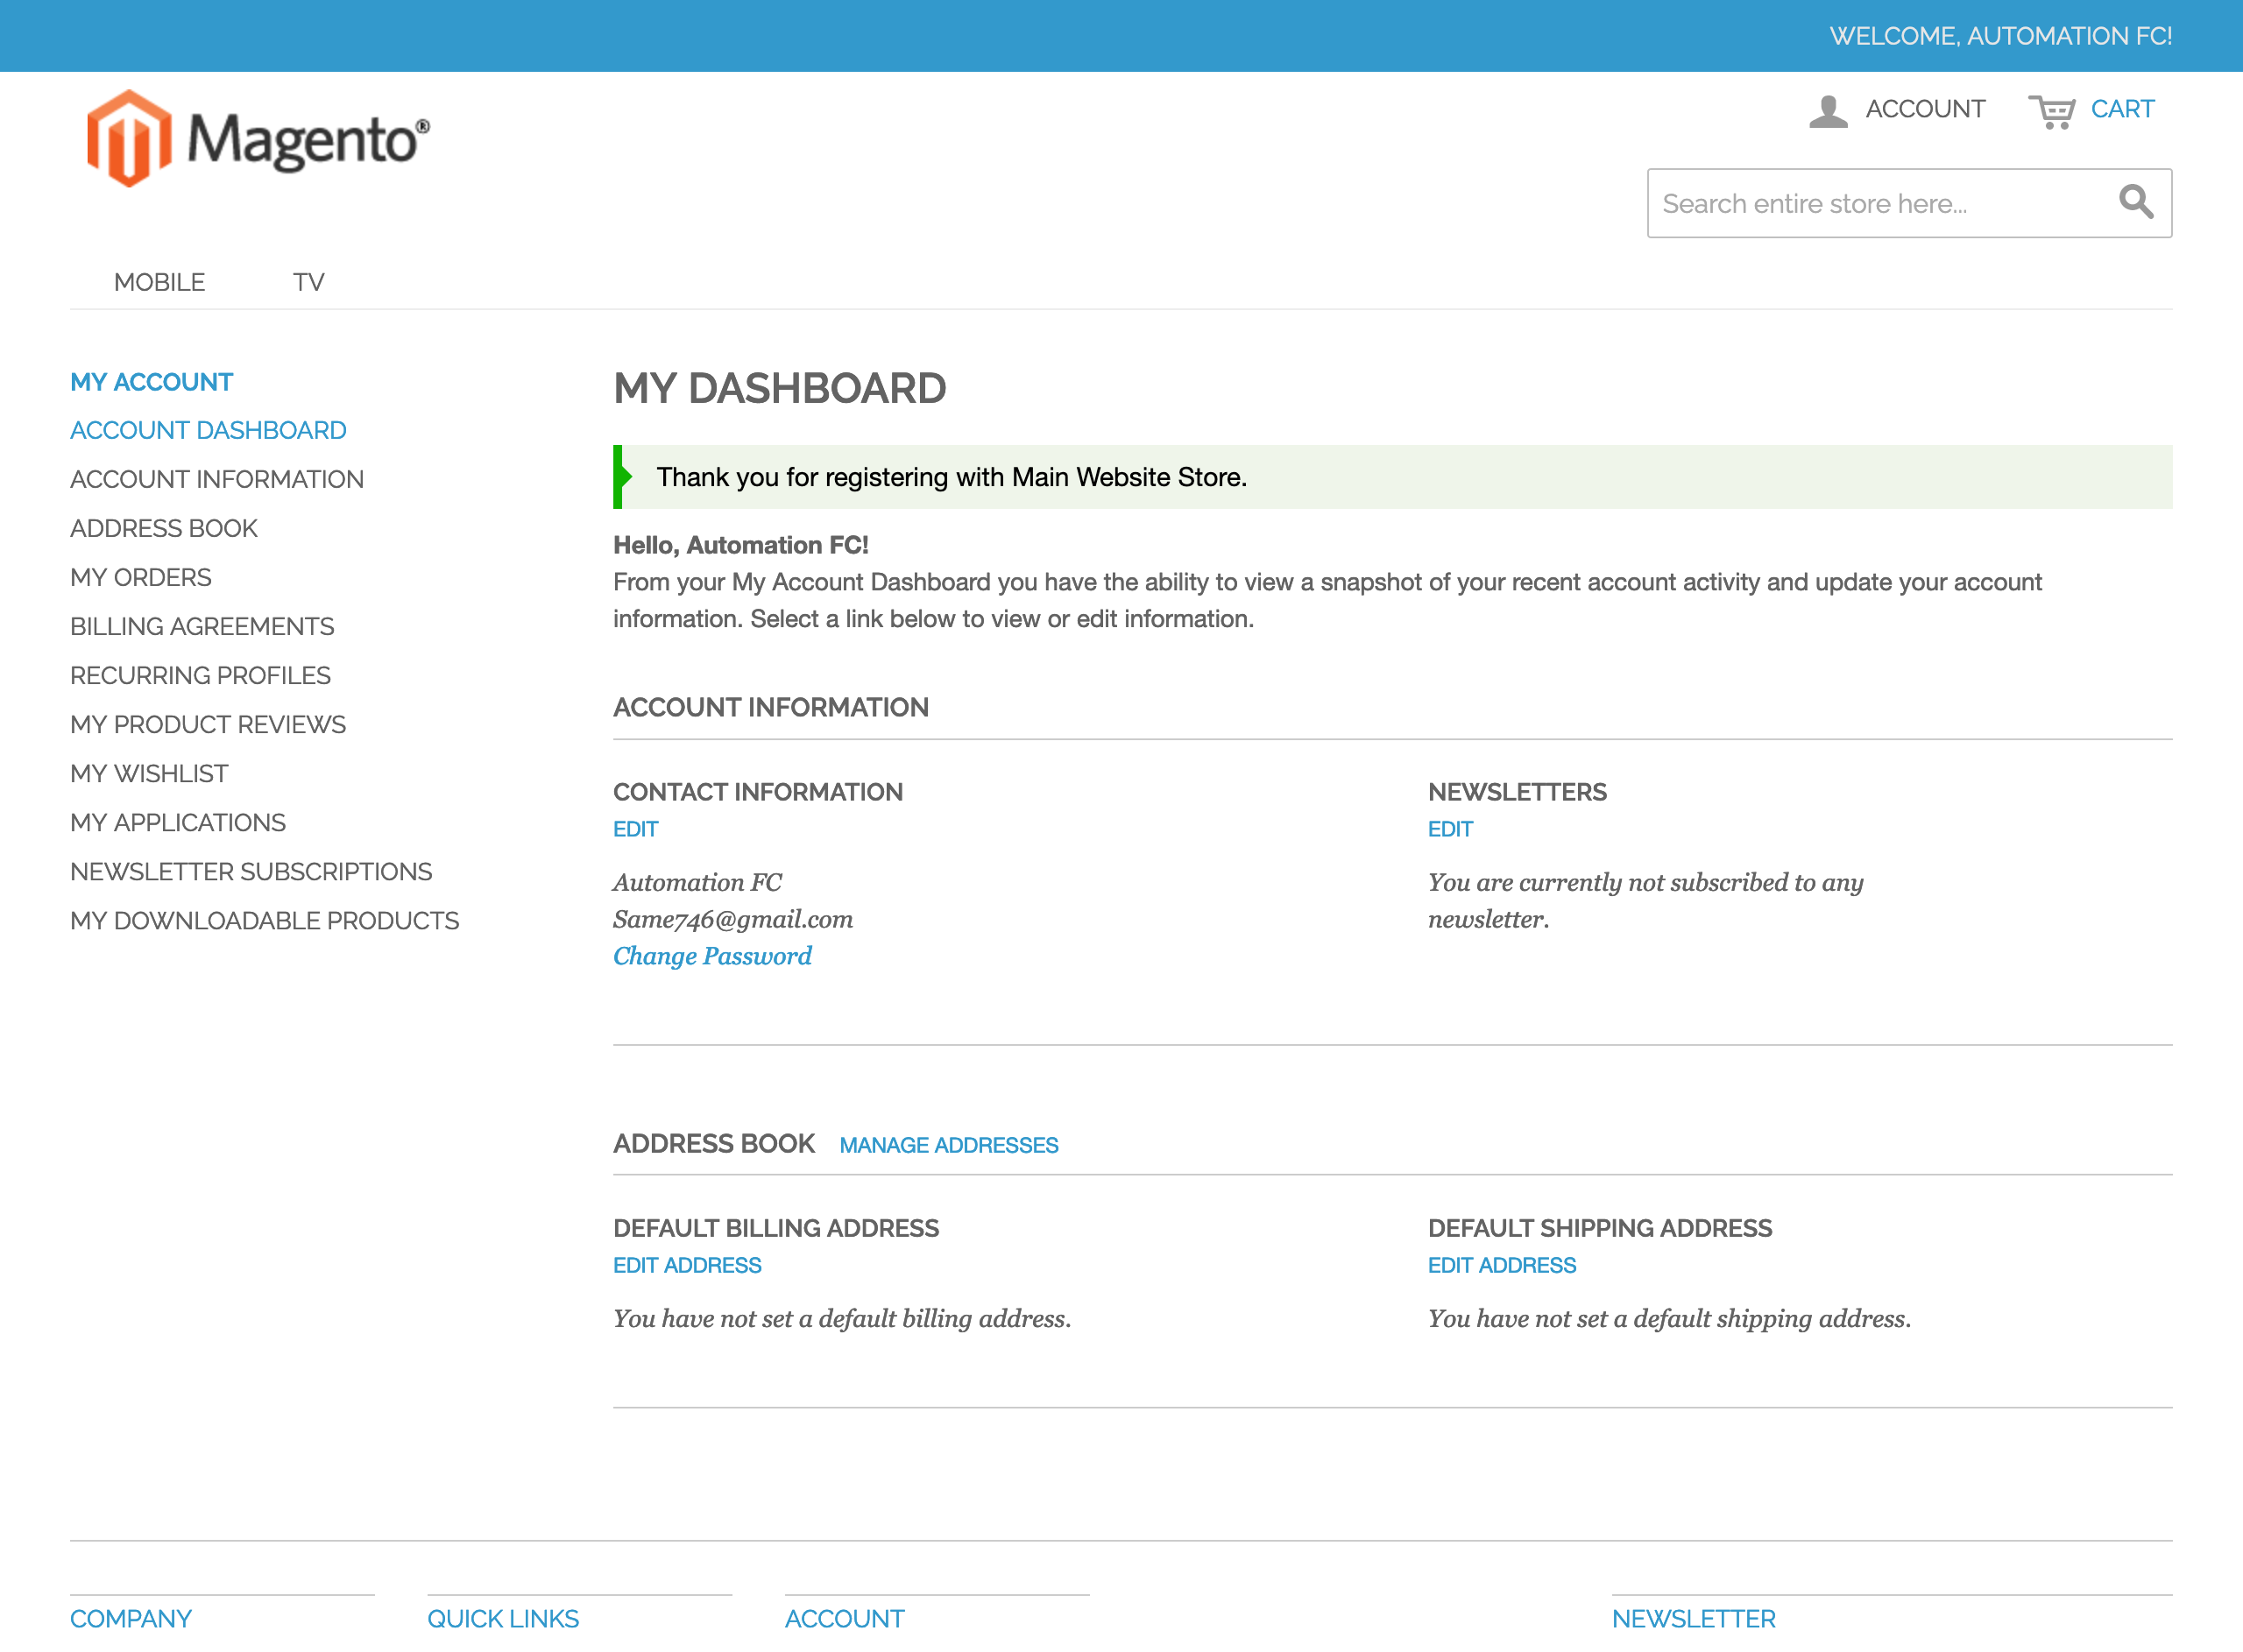 WELCOME, AUTOMATION FC!
Magento®
ACCOUNT
CART
Search entire store here...
MOBILE
TV
MY ACCOUNT
ACCOUNT DASHBOARD
ACCOUNT INFORMATION
ADDRESS BOOK
MY ORDERS
BILLING AGREEMENTS
RECURRING PROFILES
MY PRODUCT REVIEWS
MY WISHLIST
MY APPLICATIONS
NEWSLETTER SUBSCRIPTIONS
MY DOWNLOADABLE PRODUCTS
MY DASHBOARD
Thank you for registering with Main Website Store.
Hello, Automation FC!
From your My Account Dashboard you have the ability to view a snapshot of your recent account activity and update your account
information. Select a link below to view or edit information.
ACCOUNT INFORMATION
CONTACT INFORMATION
EDIT
Automation FC
Same746@gmail.com
Change Password
NEWSLETTERS
EDIT
You are currently not subscribed to any
newsletter.
ADDRESS BOOK MANAGE ADDRESSES
DEFAULT BILLING ADDRESS
EDIT ADDRESS
You have not set a default billing address.
DEFAULT SHIPPING ADDRESS
EDIT ADDRESS
You have not set a default shipping address.
COMPANY
QUICK LINKS
ACCOUNT
NEWSLETTER